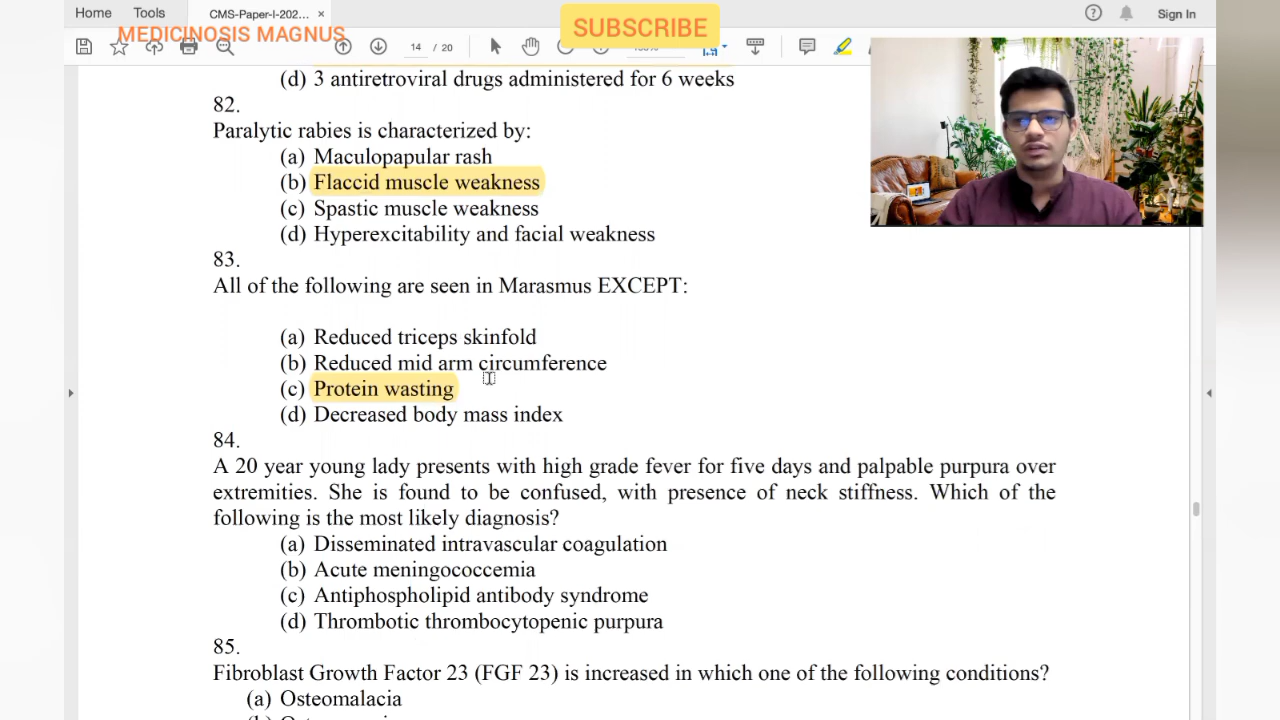 Home Tools CMS-Paper-I-202... × Sign In
MEDICINOSIS MAGNUS
SUBSCRIBE
14 / 20
(d) 3 antiretroviral drugs administered for 6 weeks
82.
Paralytic rabies is characterized by:
(a) Maculopapular rash
(b) Flaccid muscle weakness
(c) Spastic muscle weakness
(d) Hyperexcitability and facial weakness
83.
All of the following are seen in Marasmus EXCEPT:
(a) Reduced triceps skinfold
(b) Reduced mid arm circumference
(c) Protein wasting
(d) Decreased body mass index
84.
A 20 year young lady presents with high grade fever for five days and palpable purpura over
extremities. She is found to be confused, with presence of neck stiffness. Which of the
following is the most likely diagnosis?
(a) Disseminated intravascular coagulation
(b) Acute meningococcemia
(c) Antiphospholipid antibody syndrome
(d) Thrombotic thrombocytopenic purpura
85.
Fibroblast Growth Factor 23 (FGF 23) is increased in which one of the following conditions?
(a) Osteomalacia